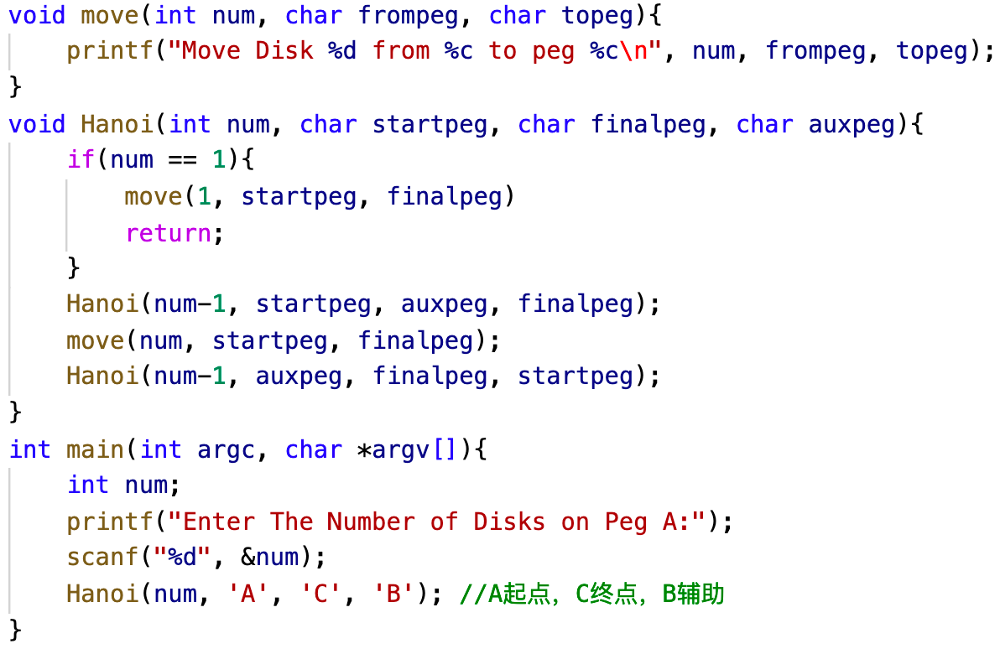 void move(int num, char frompeg, char topeg){
    printf("Move Disk %d from %c to peg %c\n", num, frompeg, topeg);
}
void Hanoi(int num, char startpeg, char finalpeg, char auxpeg){
    if(num == 1){
        move(1, startpeg, finalpeg)
        return;
    }
    Hanoi(num-1, startpeg, auxpeg, finalpeg);
    move(num, startpeg, finalpeg);
    Hanoi(num-1, auxpeg, finalpeg, startpeg);
}
int main(int argc, char *argv[]){
    int num;
    printf("Enter The Number of Disks on Peg A:");
    scanf("%d", &num);
    Hanoi(num, 'A', 'C', 'B'); //A起点，C终点，B辅助
}